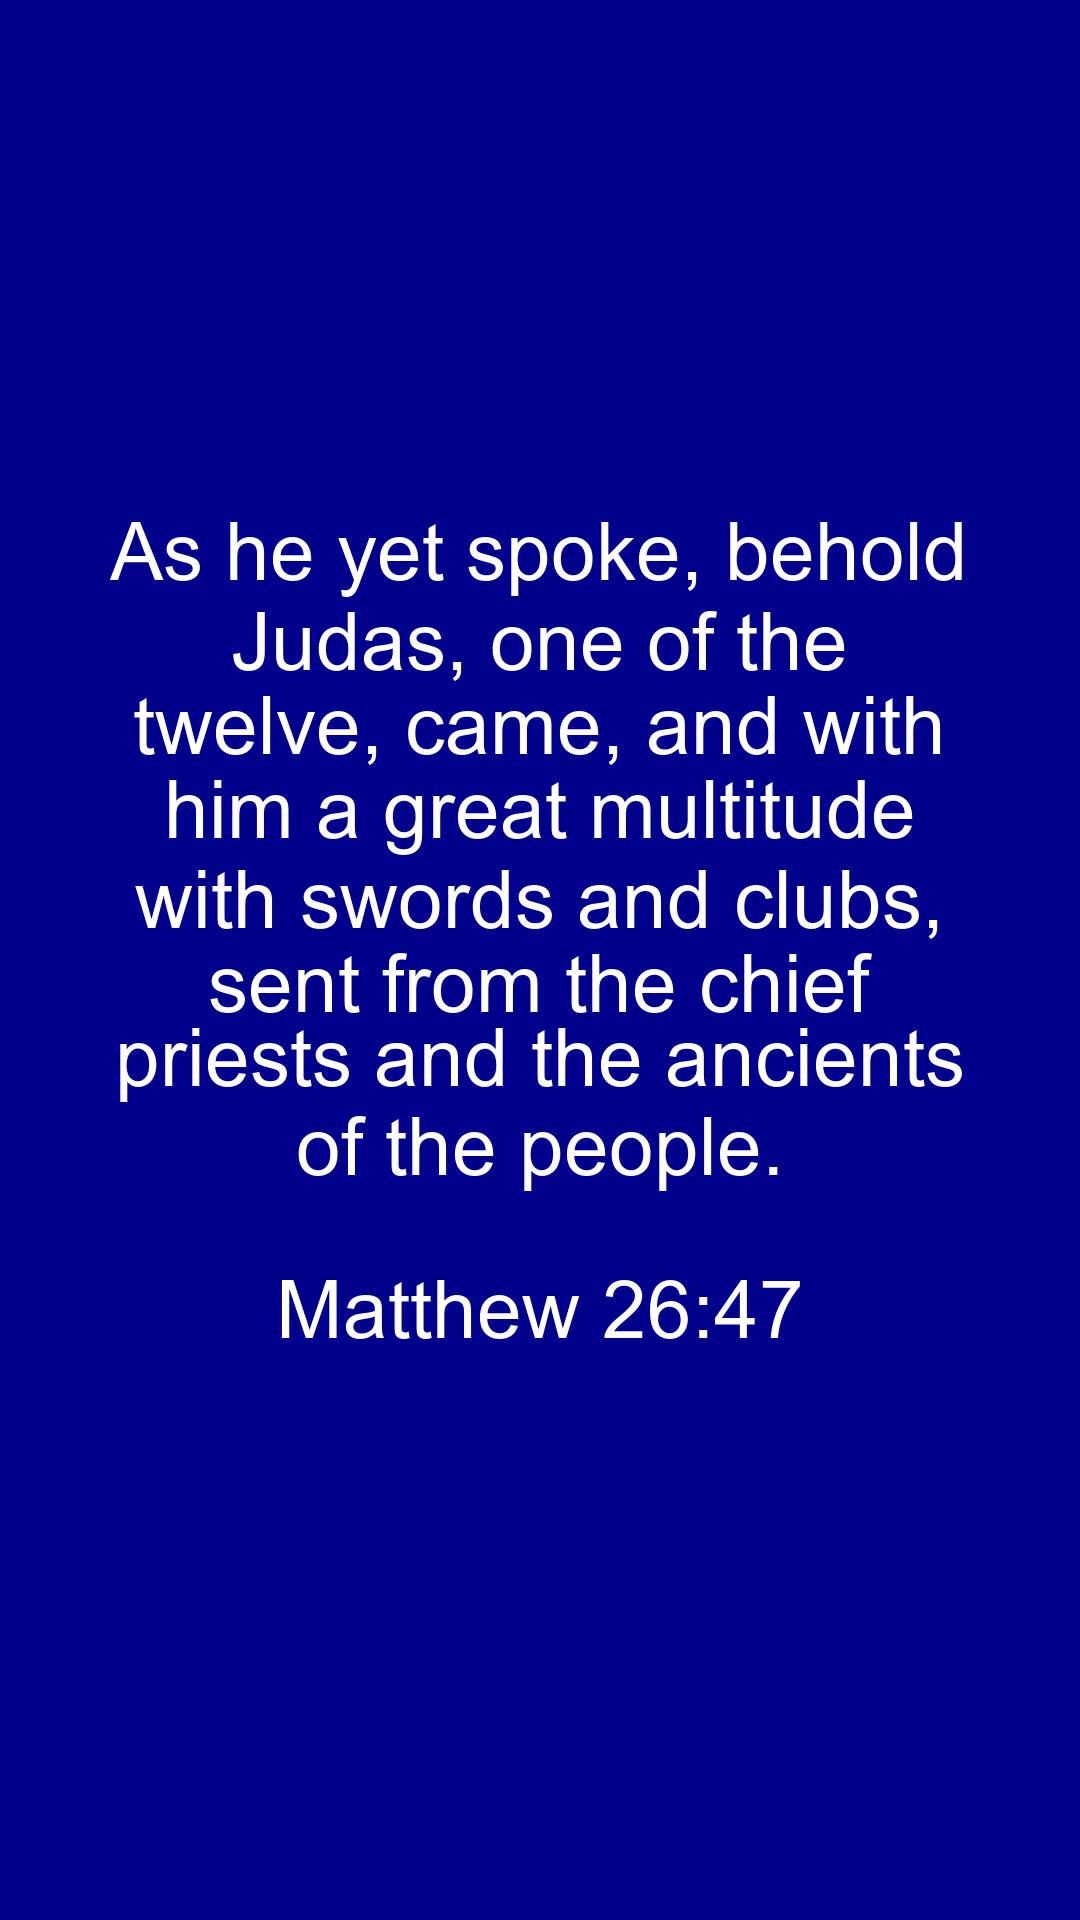 As he yet spoke, behold
Judas, one of the
twelve, came, and with
him a great multitude
with swords and clubs,
sent from the chief
priests and the ancients
of the people.
Matthew 26:47